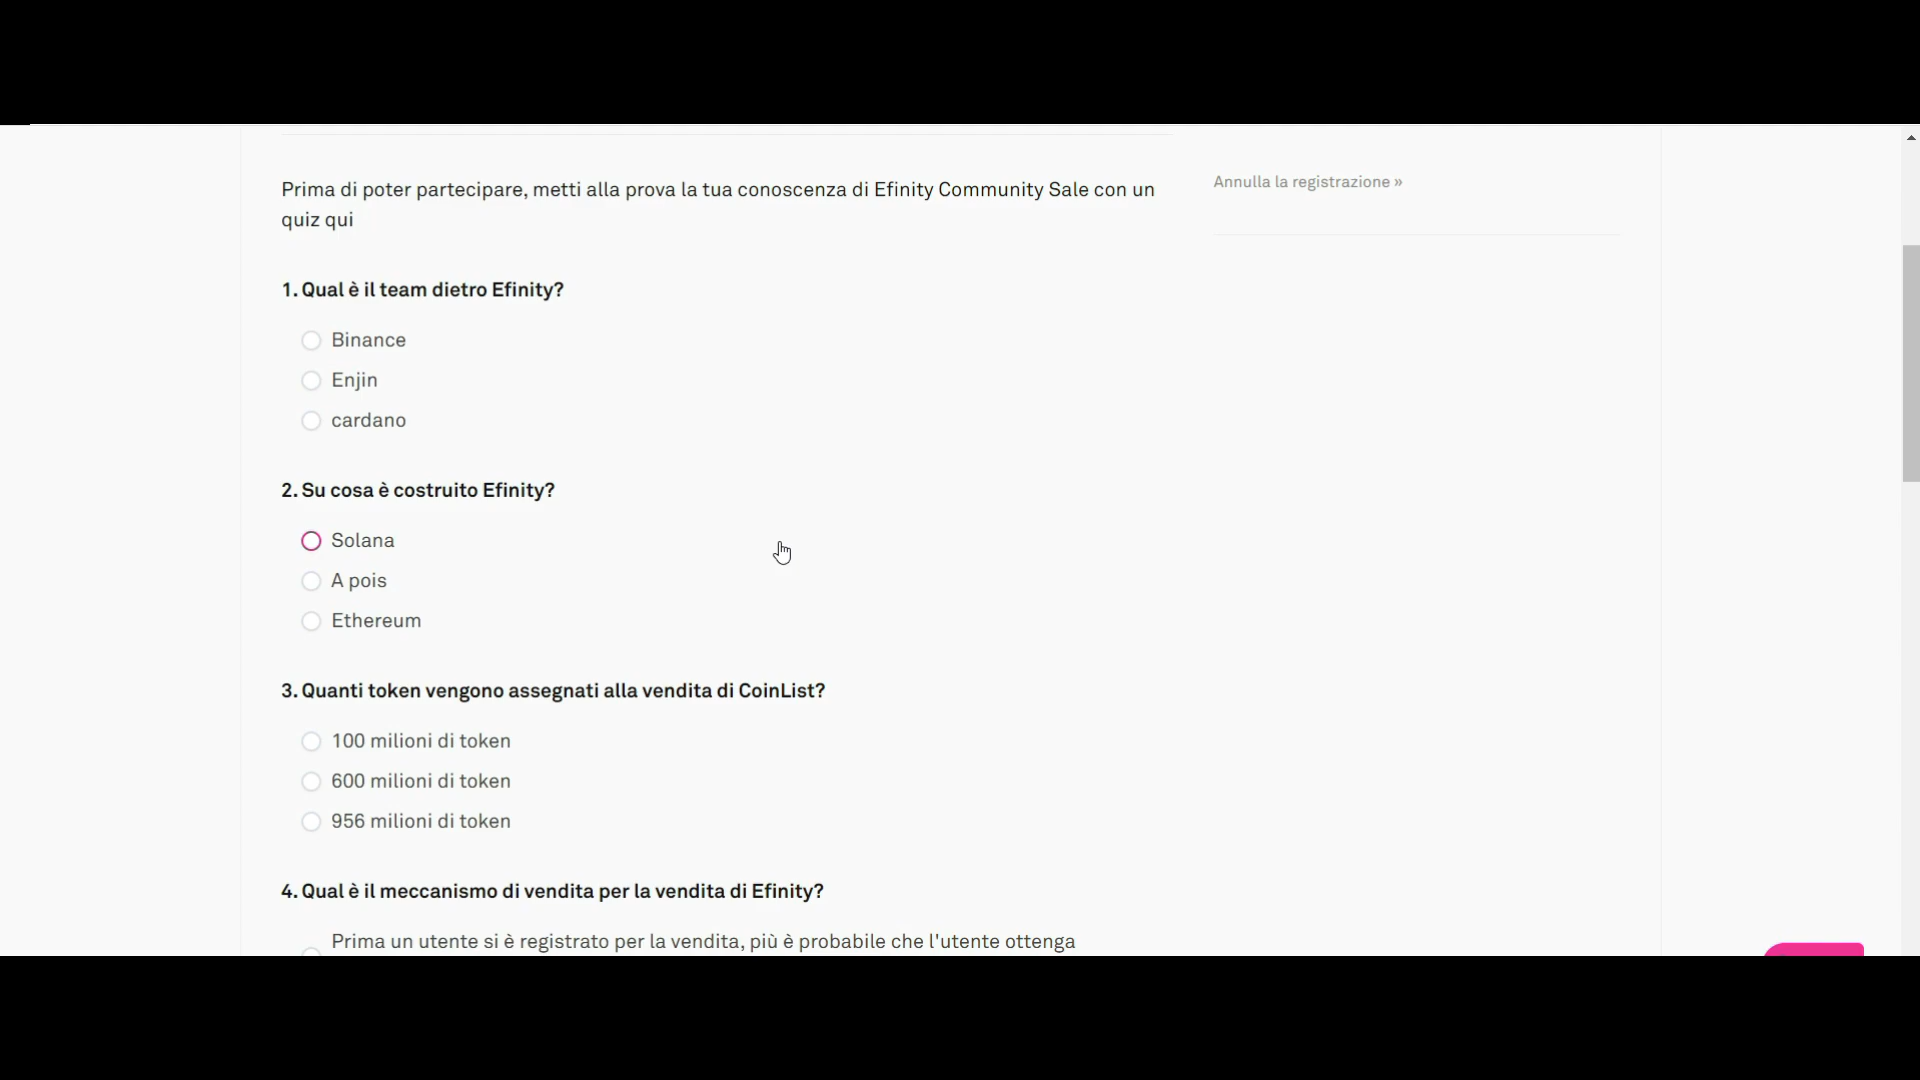 Prima di poter partecipare, metti alla prova la tua conoscenza di Efinity Community Sale con un
quiz qui
Annulla la registrazione »
1. Qual è il team dietro Efinity?
Binance
Enjin
cardano
2. Su cosa è costruito Efinity?
Solana
A pois
Ethereum
3. Quanti token vengono assegnati alla vendita di CoinList?
100 milioni di token
600 milioni di token
956 milioni di token
4. Qual è il meccanismo di vendita per la vendita di Efinity?
Prima un utente si è registrato per la vendita, più è probabile che l'utente ottenga